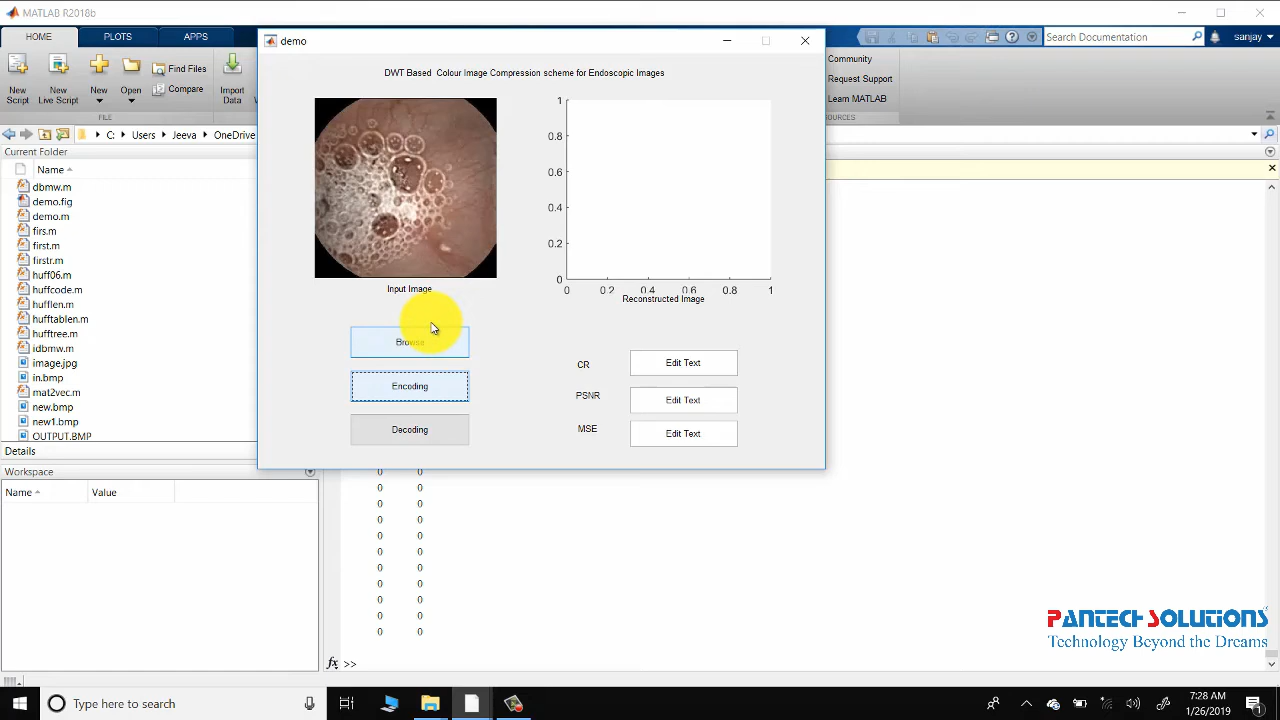 MATLAB R2018b
HOME
PLOTS
APPS
Search Documentation
sanjay
New Script
New Live Script
New
Open
Find Files
Compare
Import Data
FILE
Community
Request Support
Learn MATLAB
OURCES
C:
Users
Jeeva
OneDrive
Current Folder
Name
dbmw.m
demo.fig
demo.m
firs.m
first.m
firstr.m
huff06.m
huffcode.m
hufflen.m
hufftablen.m
hufftree.m
idbmw.m
image.jpg
in.bmp
mat2vec.m
new.bmp
new1.bmp
OUTPUT.BMP
Details
Workspace
Name
Value
demo
DWT Based Colour Image Compression scheme for Endoscopic Images
Input Image
Browse
Encoding
Decoding
1
0.8
0.6
0.4
0.2
0
0 0.2 0.4 0.6 0.8 1
Reconstructed Image
CR
Edit Text
PSNR
Edit Text
MSE
Edit Text
0 0
0 0
0 0
0 0
0 0
0 0
0 0
0 0
0 0
0 0
0 0
fx >>
PANTECH SOLUTIONS
Technology Beyond the Dreams
Type here to search
7:28 AM
1/26/2019
1